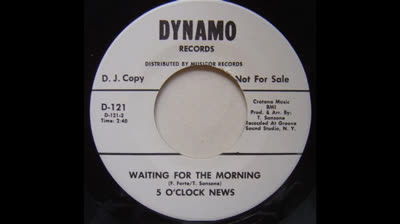 DYNAMO
RECORDS
DISTRIBUTED BY MUSICOR RECORDS
D. J. Copy
Not For Sale
D-121
D-121-2
Time: 2:40
Crotona Music
BMI
Prod. & Arr. By:
T. Sansone
Recorded At Groove
Sound Studio, N. Y.
WAITING FOR THE MORNING
(F. Forte/T. Sansone)
5 O'CLOCK NEWS